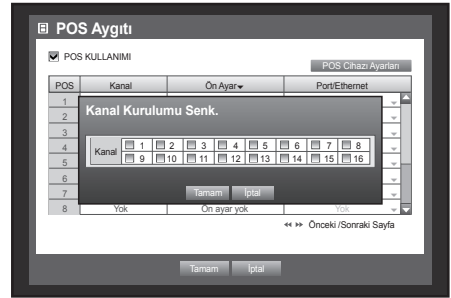 POS Aygıtı
POS KULLANIMI
POS Cihazı Ayarları
POS Kanal Ön Ayar Port/Ethernet
1
2
3
4
5
6
7
8 Yok Ön ayar yok Yok
Kanal Kurulumu Senk.
Kanal 1 2 3 4 5 6 7 8
9 10 11 12 13 14 15 16
Tamam İptal
Önceki /Sonraki Sayfa
Tamam İptal